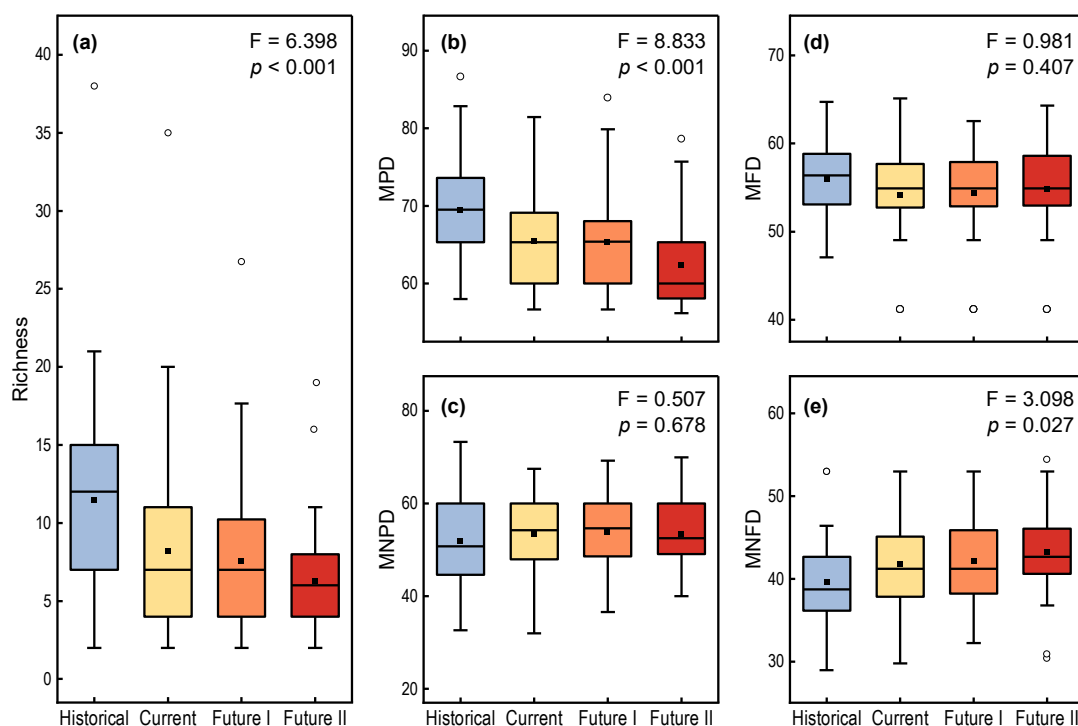 (a)
F = 6.398
p < 0.001
Richness
40
35
30
25
20
15
10
5
0
Historical Current Future I Future II
(b)
F = 8.833
p < 0.001
MPD
90
80
70
60
(c)
F = 0.507
p = 0.678
MNPD
80
60
40
20
Historical Current Future I Future II
(d)
F = 0.981
p = 0.407
MFD
70
60
50
40
(e)
F = 3.098
p = 0.027
MNFD
60
50
40
30
Historical Current Future I Future II